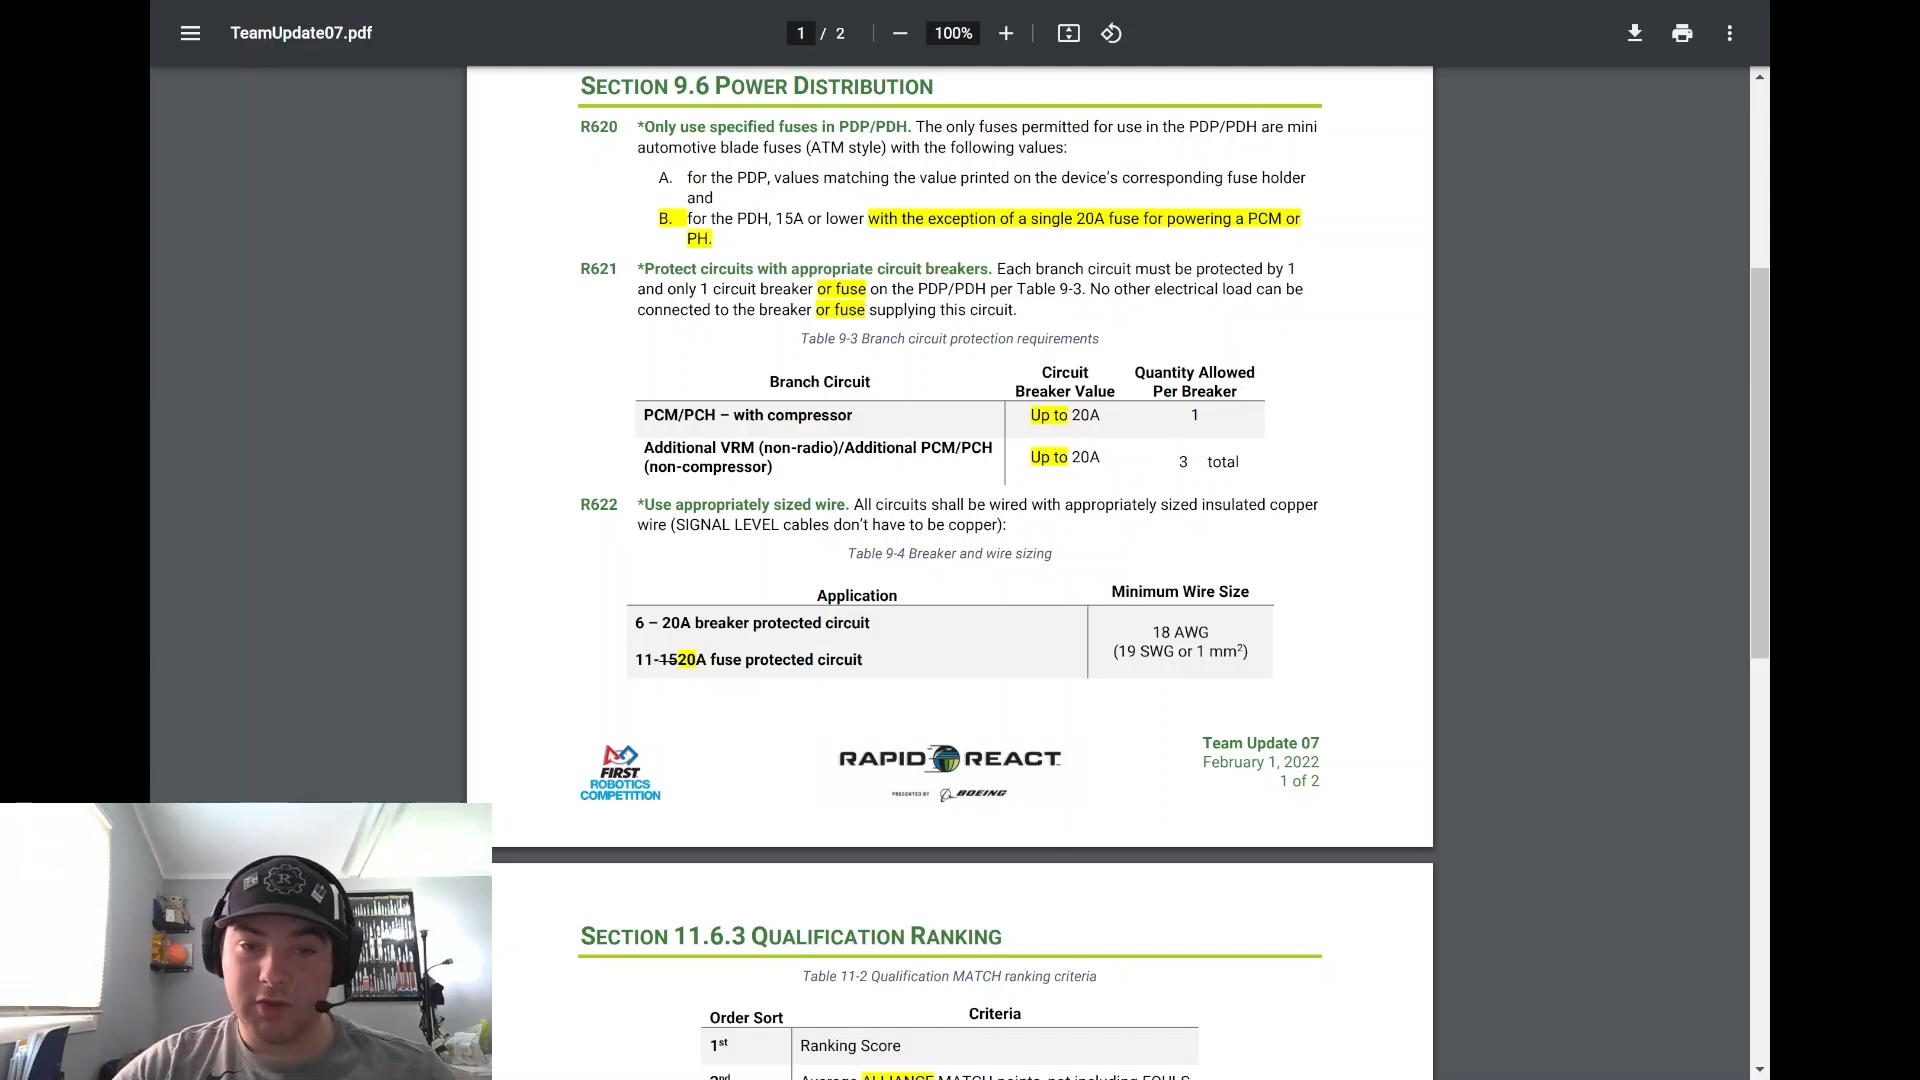 TeamUpdate07.pdf
1 / 2
100%
SECTION 9.6 POWER DISTRIBUTION
R620 *Only use specified fuses in PDP/PDH. The only fuses permitted for use in the PDP/PDH are mini
automotive blade fuses (ATM style) with the following values:
A. for the PDP, values matching the value printed on the device's corresponding fuse holder
and
B. for the PDH, 15A or lower with the exception of a single 20A fuse for powering a PCM or
PH.
R621 *Protect circuits with appropriate circuit breakers. Each branch circuit must be protected by 1
and only 1 circuit breaker or fuse on the PDP/PDH per Table 9-3. No other electrical load can be
connected to the breaker or fuse supplying this circuit.
Table 9-3 Branch circuit protection requirements
Branch Circuit
Circuit
Breaker Value
Quantity Allowed
Per Breaker
PCM/PCH – with compressor Up to 20A 1
Additional VRM (non-radio)/Additional PCM/PCH
(non-compressor)
Up to 20A
3 total
R622 *Use appropriately sized wire. All circuits shall be wired with appropriately sized insulated copper
wire (SIGNAL LEVEL cables don't have to be copper):
Table 9-4 Breaker and wire sizing
Application
Minimum Wire Size
6 – 20A breaker protected circuit
11-1520A fuse protected circuit
18 AWG
(19 SWG or 1 mm²)
FIRST
ROBOTICS
COMPETITION
RAPID REACT
PRESENTED BY BOEING
Team Update 07
February 1, 2022
1 of 2
SECTION 11.6.3 QUALIFICATION RANKING
Table 11-2 Qualification MATCH ranking criteria
Order Sort Criteria
1st Ranking Score
2nd Average ALLIANCE MATCH points, not including FOULS